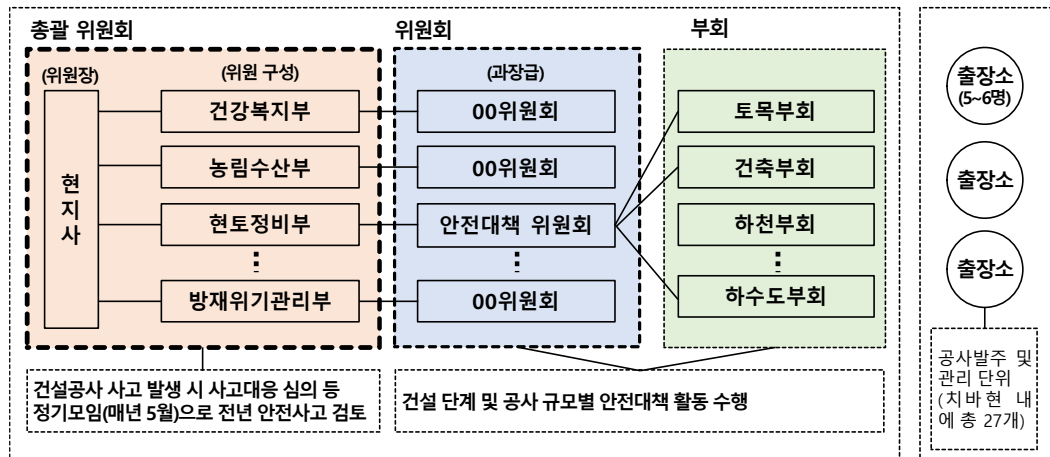 총괄 위원회
위원회
부회
(위원장)
(위원 구성)
(과장급)
현지사
건강복지부
00위원회
토목부회
농림수산부
00위원회
건축부회
현토정비부
안전대책 위원회
하천부회
방재위기관리부
00위원회
하수도부회
건설공사 사고 발생 시 사고대응 심의 등
정기모임(매년 5월)으로 전년 안전사고 검토
건설 단계 및 공사 규모별 안전대책 활동 수행
출장소
(5~6명)
출장소
출장소
공사발주 및
관리 단위
(치바현 내
에 총 27개)